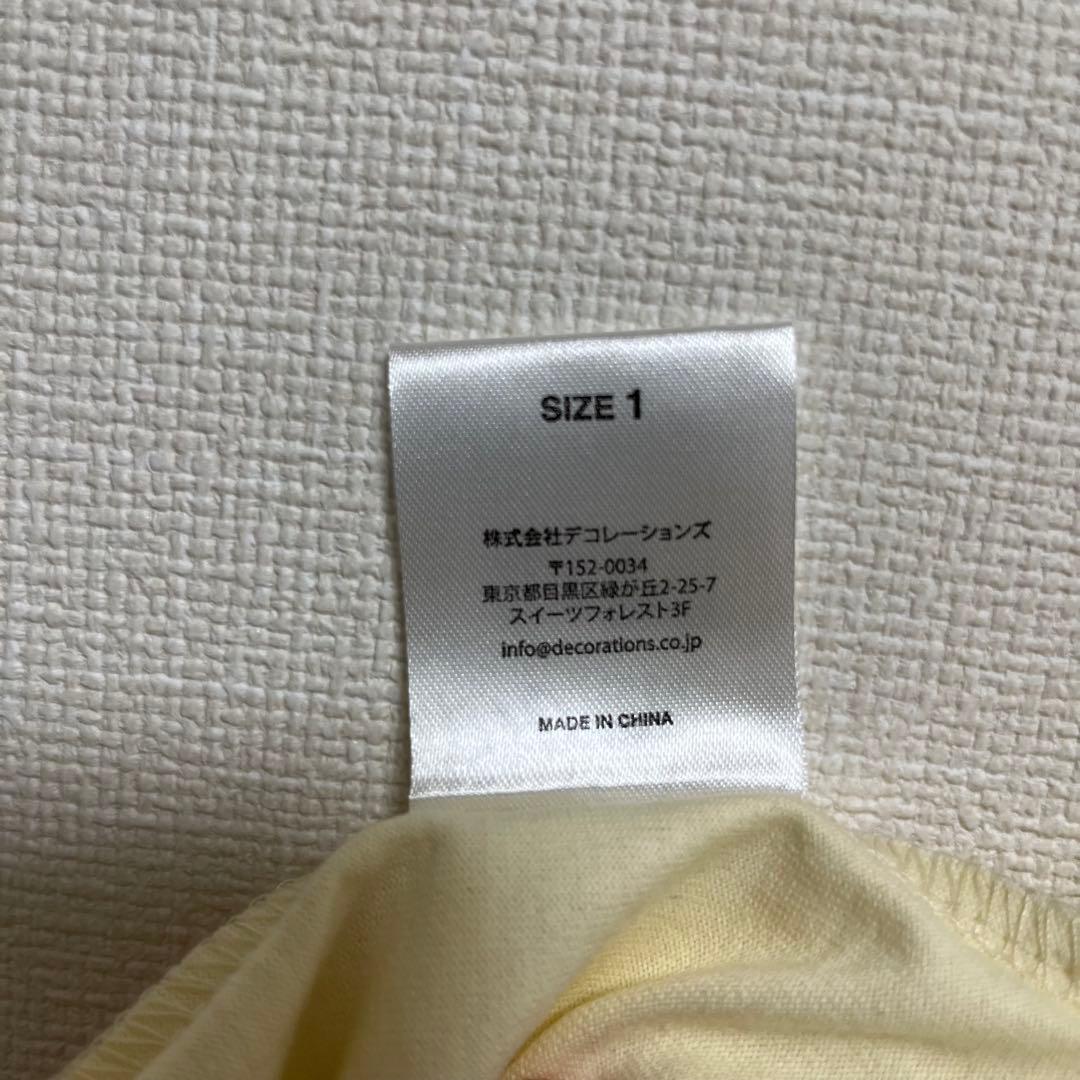 SIZE 1
株式会社デコレーションズ
〒152-0034
東京都目黒区緑が丘2-25-7
スイーツフォレスト3F
info@decorations.co.jp
MADE IN CHINA